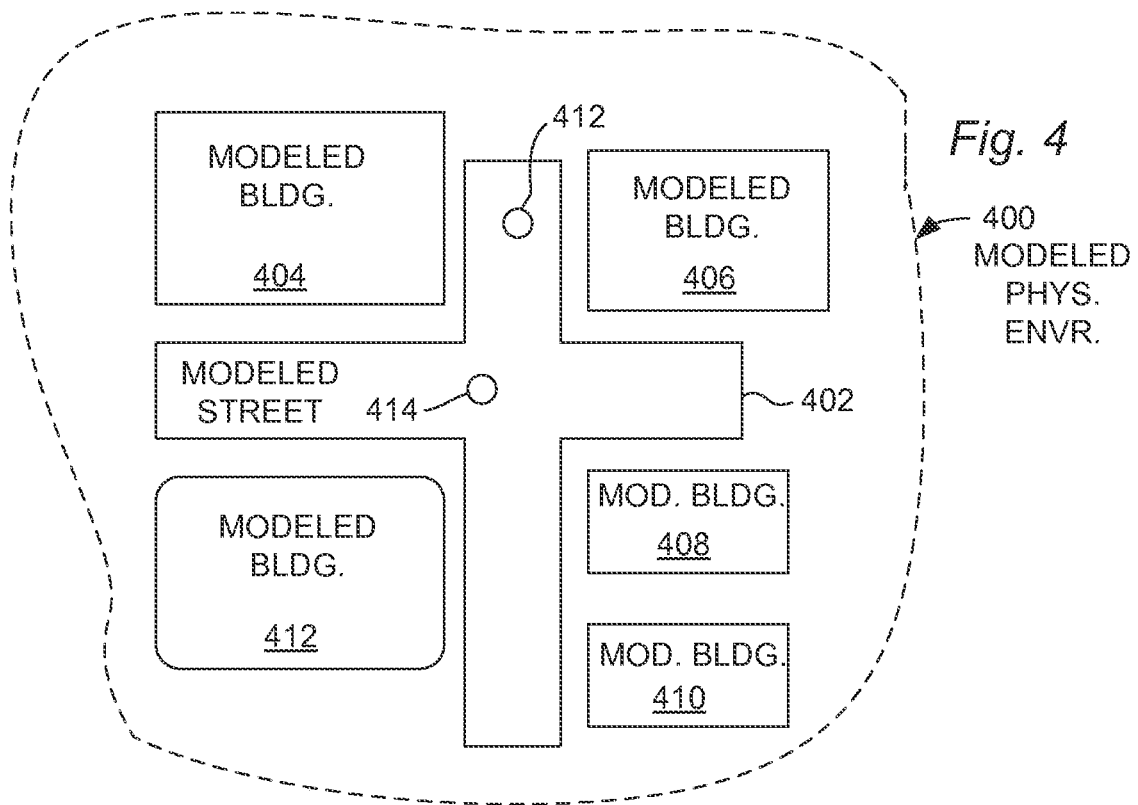 Fig. 4
412
MODELED
BLDG.
404
MODELED
BLDG.
406
400
MODELED
PHYS.
ENVR.
MODELED
STREET
414
402
MODELED
BLDG.
412
MOD. BLDG.
408
MOD. BLDG.
410